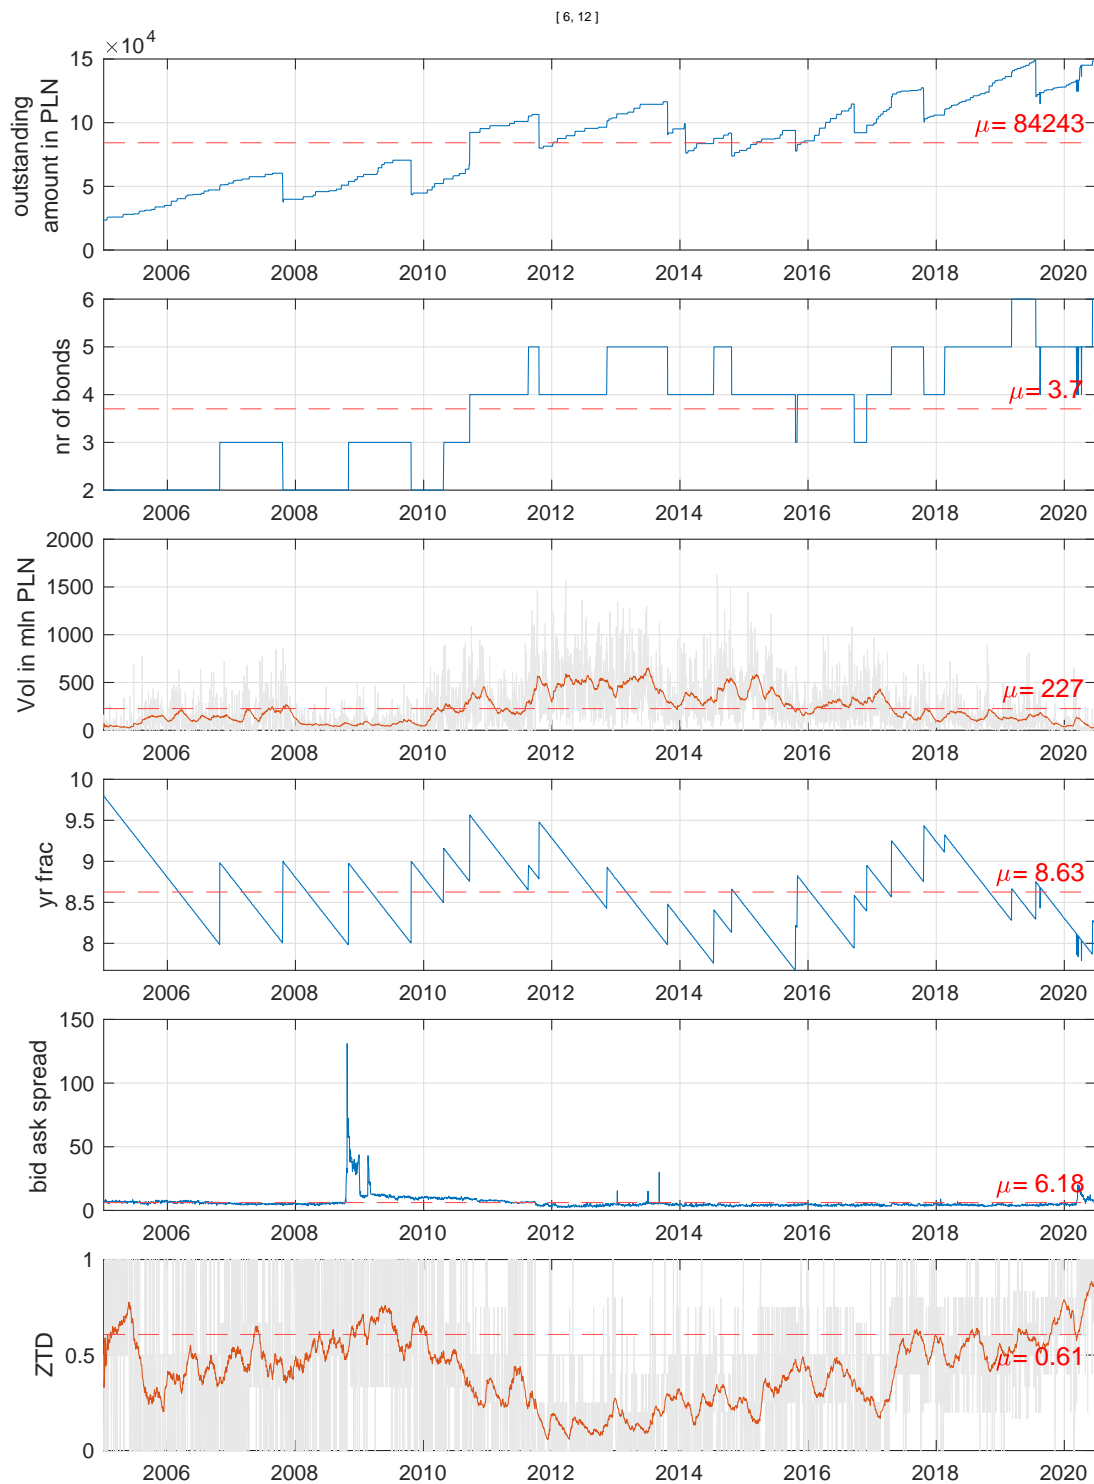 [ 6, 12 ]
×10⁴
15
10
5
0
outstanding
amount in PLN
μ= 84243
2006 2008 2010 2012 2014 2016 2018 2020
6
5
4
3
2
nr of bonds
μ= 3.7
2006 2008 2010 2012 2014 2016 2018 2020
2000
1500
1000
500
0
Vol in mln PLN
μ= 227
2006 2008 2010 2012 2014 2016 2018 2020
10
9.5
9
8.5
8
yr frac
μ= 8.63
2006 2008 2010 2012 2014 2016 2018 2020
150
100
50
0
bid ask spread
μ= 6.18
2006 2008 2010 2012 2014 2016 2018 2020
1
0.5
0
ZTD
μ= 0.61
2006 2008 2010 2012 2014 2016 2018 2020